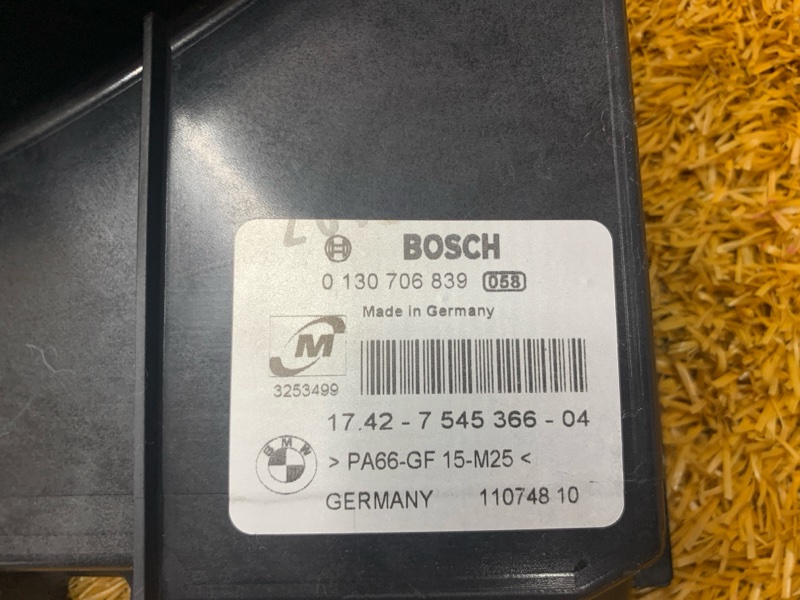 BOSCH
0 130 706 839 058
Made in Germany
M
3253499
17.42 - 7 545 366 - 04
BMW
> PA66-GF 15-M25 <
GERMANY 110748 10